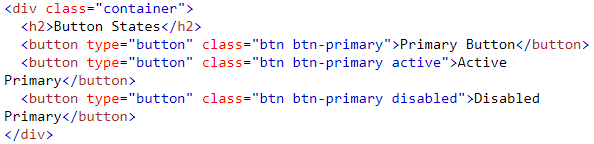 <div class="container">
  <h2>Button States</h2>
  <button type="button" class="btn btn-primary">Primary Button</button>
  <button type="button" class="btn btn-primary active">Active
Primary</button>
  <button type="button" class="btn btn-primary disabled">Disabled
Primary</button>
</div>